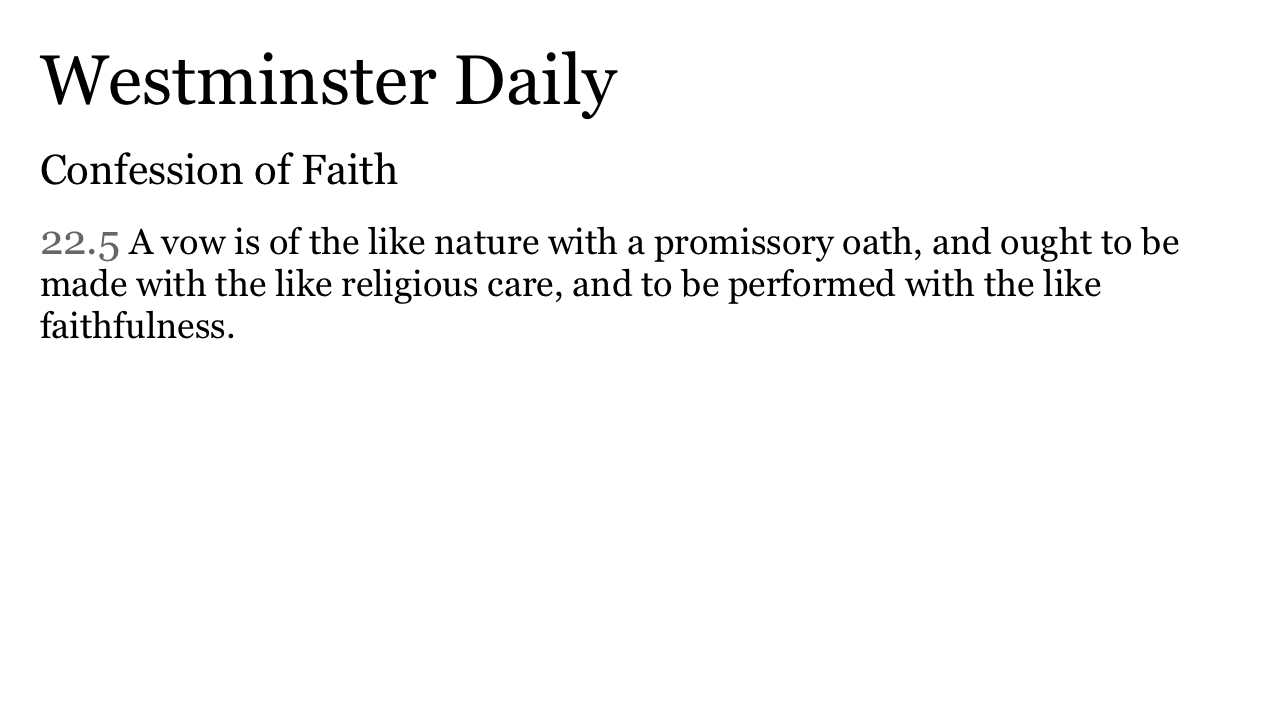 Westminster Daily
Confession of Faith
22.5 A vow is of the like nature with a promissory oath, and ought to be
made with the like religious care, and to be performed with the like
faithfulness.